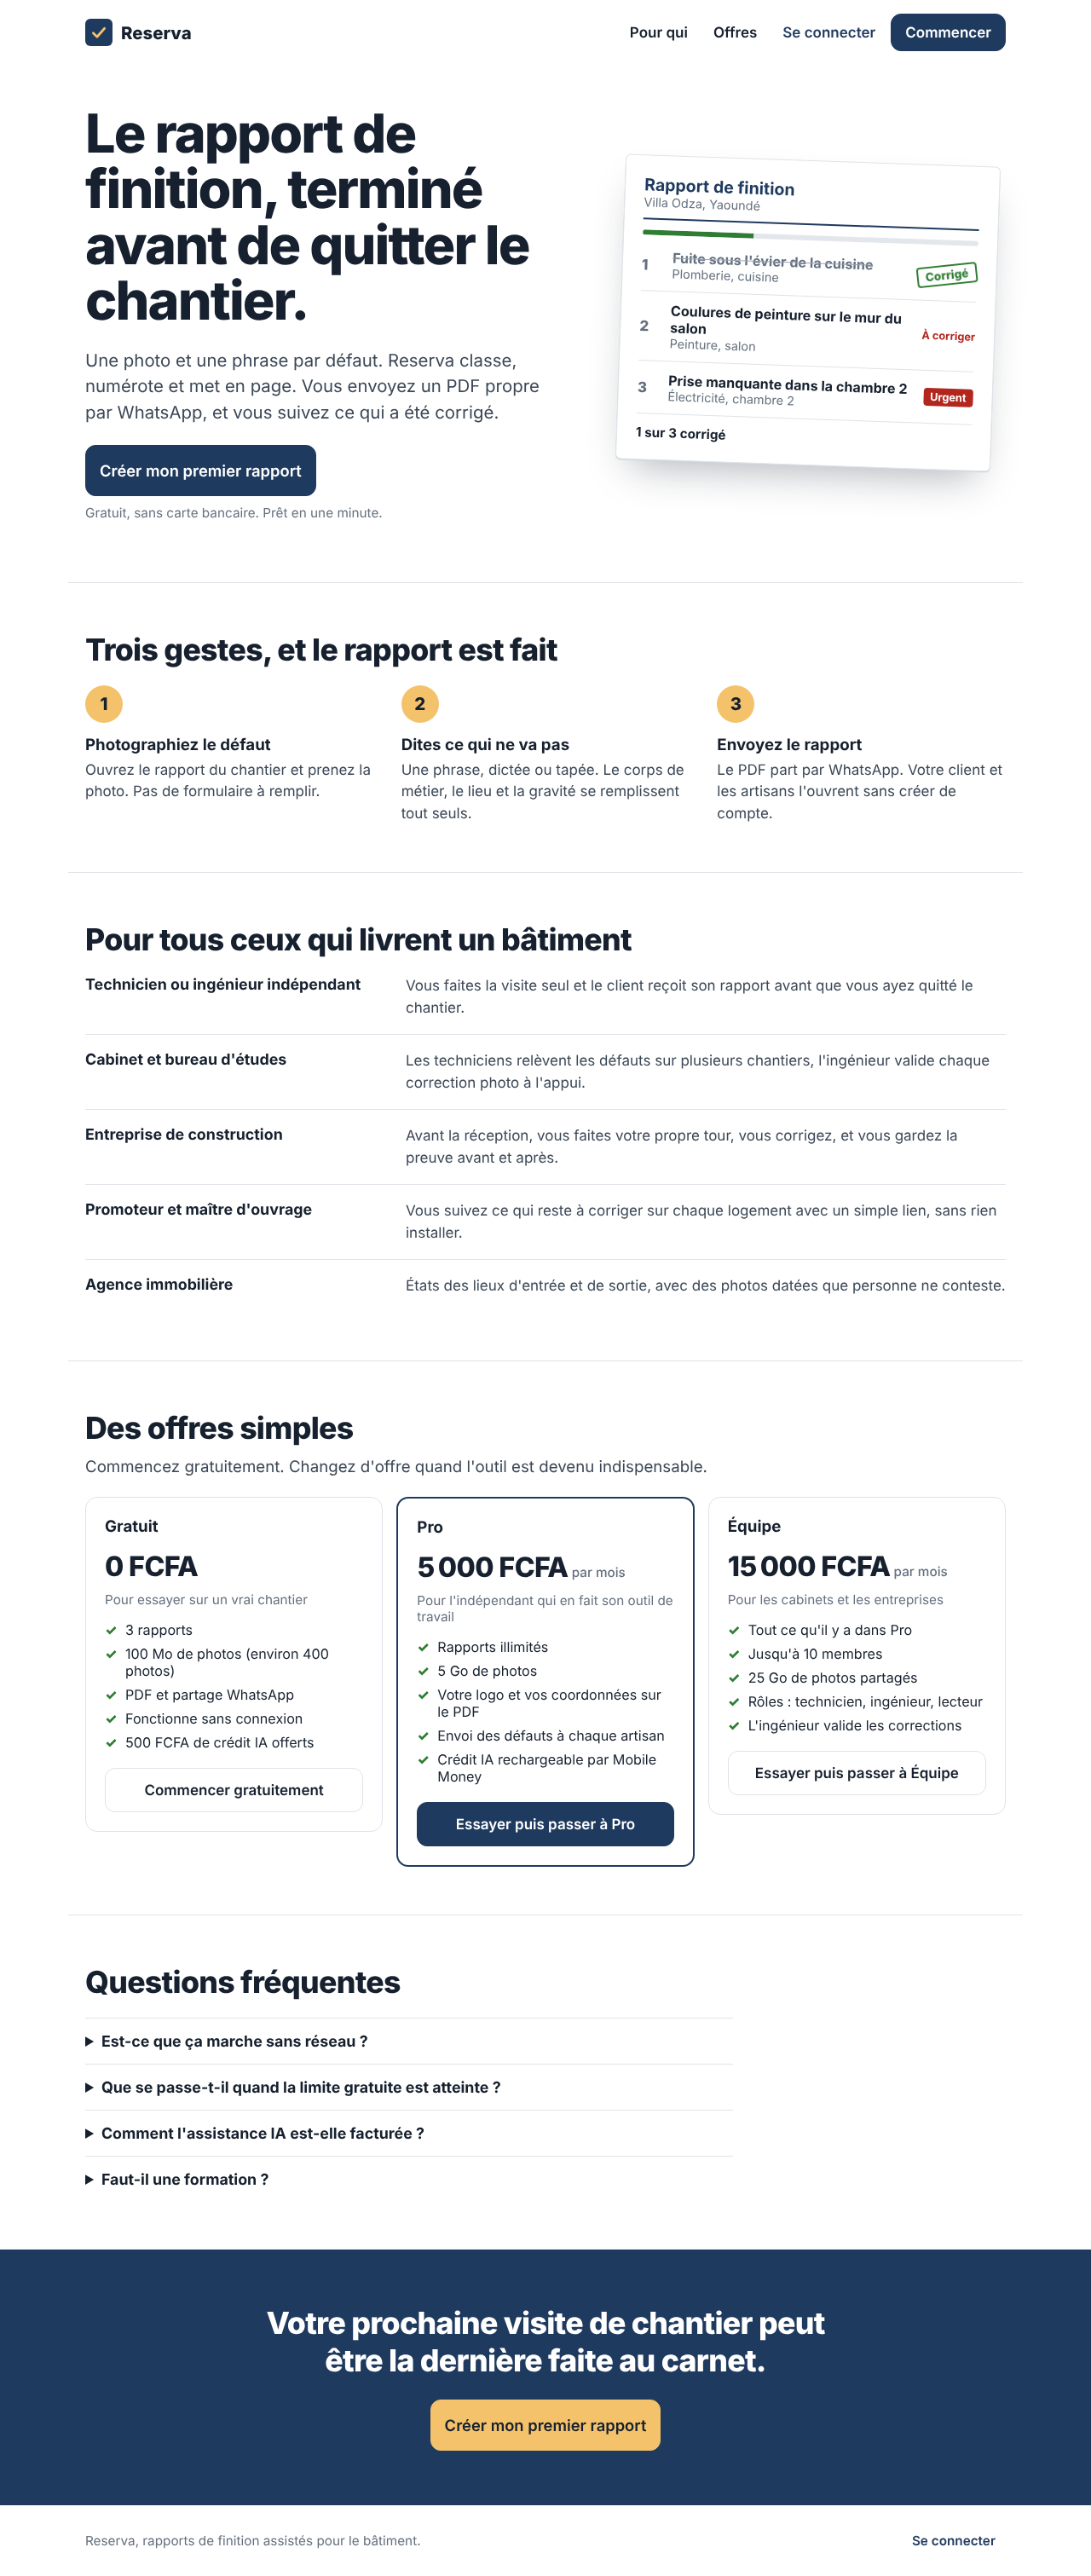 Reserva
Pour qui
Offres
Se connecter
Commencer
Le rapport de
finition, terminé
avant de quitter le
chantier.
Une photo et une phrase par défaut. Reserva classe,
numérote et met en page. Vous envoyez un PDF propre
par WhatsApp, et vous suivez ce qui a été corrigé.
Créer mon premier rapport
Gratuit, sans carte bancaire. Prêt en une minute.
Rapport de finition
Villa Odza, Yaoundé
1
Fuite sous l'évier de la cuisine
Plomberie, cuisine
Corrigé
2
Coulures de peinture sur le mur du
salon
Peinture, salon
À corriger
3
Prise manquante dans la chambre 2
Électricité, chambre 2
Urgent
1 sur 3 corrigé
Trois gestes, et le rapport est fait
1
Photographiez le défaut
Ouvrez le rapport du chantier et prenez la
photo. Pas de formulaire à remplir.
2
Dites ce qui ne va pas
Une phrase, dictée ou tapée. Le corps de
métier, le lieu et la gravité se remplissent
tout seuls.
3
Envoyez le rapport
Le PDF part par WhatsApp. Votre client et
les artisans l'ouvrent sans créer de
compte.
Pour tous ceux qui livrent un bâtiment
Technicien ou ingénieur indépendant
Vous faites la visite seul et le client reçoit son rapport avant que vous ayez quitté le
chantier.
Cabinet et bureau d'études
Les techniciens relèvent les défauts sur plusieurs chantiers, l'ingénieur valide chaque
correction photo à l'appui.
Entreprise de construction
Avant la réception, vous faites votre propre tour, vous corrigez, et vous gardez la
preuve avant et après.
Promoteur et maître d'ouvrage
Vous suivez ce qui reste à corriger sur chaque logement avec un simple lien, sans rien
installer.
Agence immobilière
États des lieux d'entrée et de sortie, avec des photos datées que personne ne conteste.
Des offres simples
Commencez gratuitement. Changez d'offre quand l'outil est devenu indispensable.
Gratuit
0 FCFA
Pour essayer sur un vrai chantier
3 rapports
100 Mo de photos (environ 400
photos)
PDF et partage WhatsApp
Fonctionne sans connexion
500 FCFA de crédit IA offerts
Commencer gratuitement
Pro
5 000 FCFA par mois
Pour l'indépendant qui en fait son outil de
travail
Rapports illimités
5 Go de photos
Votre logo et vos coordonnées sur
le PDF
Envoi des défauts à chaque artisan
Crédit IA rechargeable par Mobile
Money
Essayer puis passer à Pro
Équipe
15 000 FCFA par mois
Pour les cabinets et les entreprises
Tout ce qu'il y a dans Pro
Jusqu'à 10 membres
25 Go de photos partagés
Rôles : technicien, ingénieur, lecteur
L'ingénieur valide les corrections
Essayer puis passer à Équipe
Questions fréquentes
Est-ce que ça marche sans réseau ?
Que se passe-t-il quand la limite gratuite est atteinte ?
Comment l'assistance IA est-elle facturée ?
Faut-il une formation ?
Votre prochaine visite de chantier peut
être la dernière faite au carnet.
Créer mon premier rapport
Reserva, rapports de finition assistés pour le bâtiment.
Se connecter